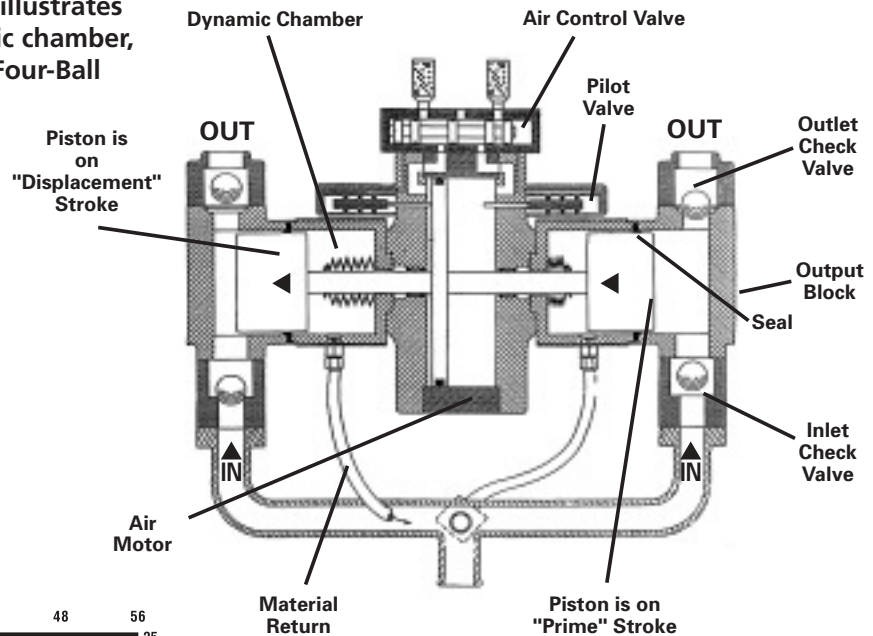 illustrates
ic chamber,
Four-Ball
Dynamic Chamber
Air Control Valve
Pilot
Valve
Piston is
on
"Displacement"
Stroke
OUT
OUT
Outlet
Check
Valve
Output
Block
Seal
IN
IN
Inlet
Check
Valve
Air
Motor
Material
Return
Piston is on
"Prime" Stroke
48 56
25